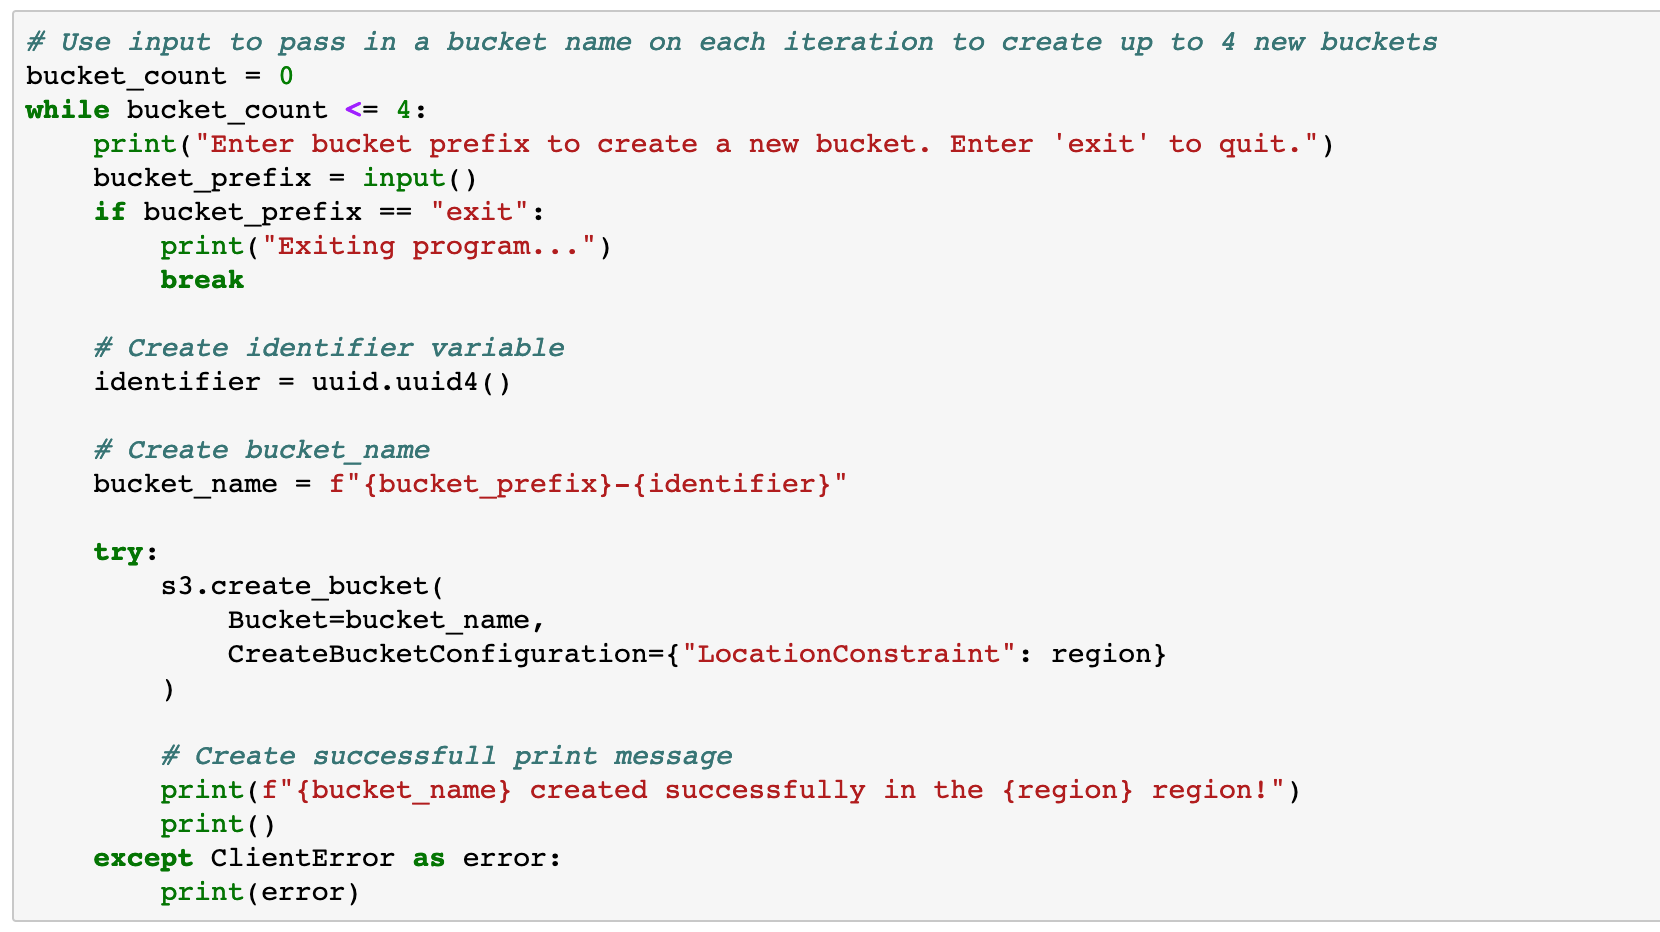 # Use input to pass in a bucket name on each iteration to create up to 4 new buckets
bucket_count = 0
while bucket_count <= 4:
    print("Enter bucket prefix to create a new bucket. Enter 'exit' to quit.")
    bucket_prefix = input()
    if bucket_prefix == "exit":
        print("Exiting program...")
        break

    # Create identifier variable
    identifier = uuid.uuid4()

    # Create bucket_name
    bucket_name = f"{bucket_prefix}-{identifier}"

    try:
        s3.create_bucket(
            Bucket=bucket_name,
            CreateBucketConfiguration={"LocationConstraint": region}
        )

        # Create successfull print message
        print(f"{bucket_name} created successfully in the {region} region!")
        print()
    except ClientError as error:
        print(error)